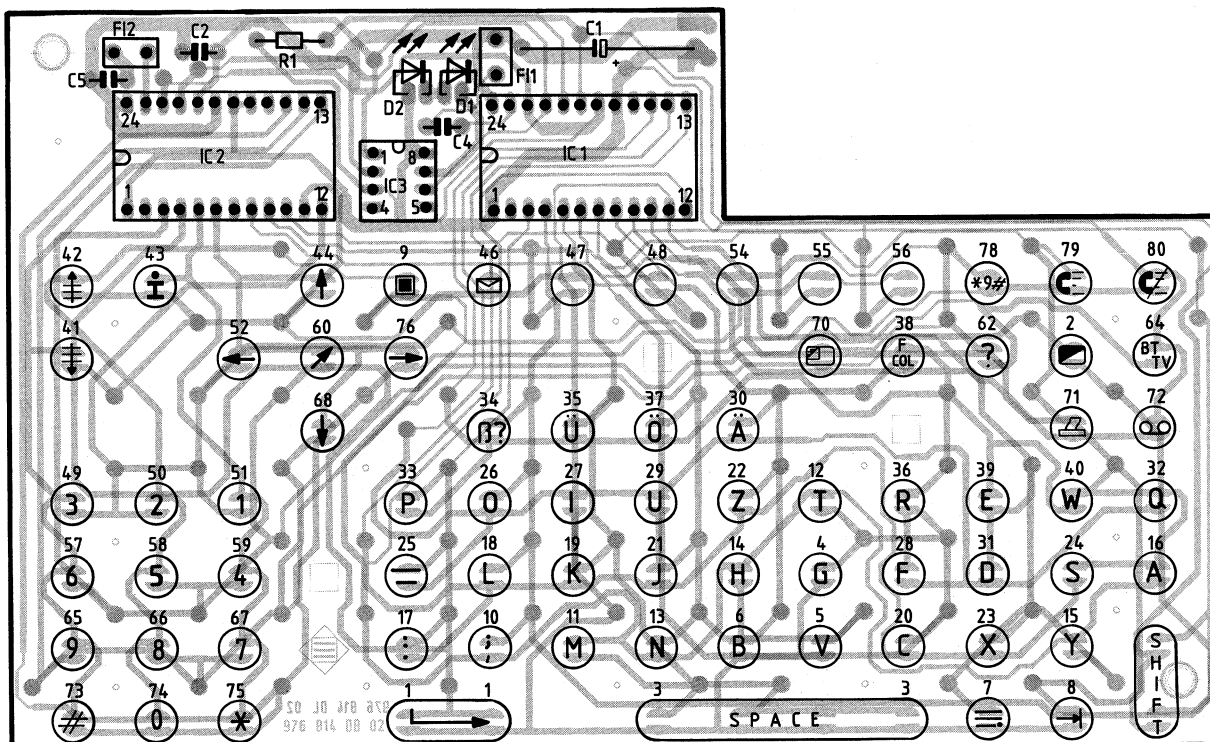 FI2 C2 R1 C1
C5 D2 D1 FI1 +
24 13 C4 24 13
IC2 1 8 IC1
IC3
1 12 4 5 1 12
42 43 44 9 46 47 48 54 55 56 78 79 80
*9#
41 52 60 76 70 38 62 2 64
F COL ? BT TV
68 34 35 37 30 71 72
ß? Ü Ö Ä
49 50 51 33 26 27 29 22 12 36 39 40 32
3 2 1 P O I U Z T R E W Q
57 58 59 25 18 19 21 14 4 28 31 24 16
6 5 4 = L K J H G F D S A
65 66 67 17 10 11 13 6 5 20 23 15
9 8 7 : ; M N B V C X Y SHIFT
73 74 75 1 1 3 3 7 8
# 0 * SPACE
976 814 00 02